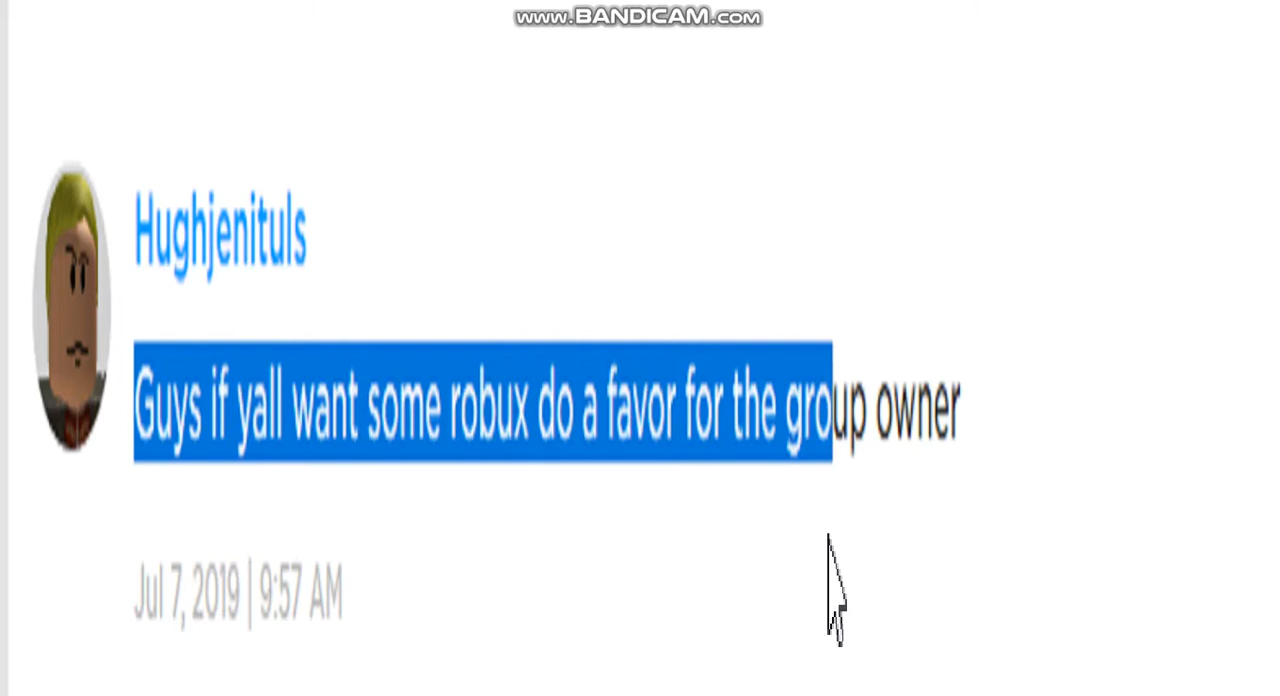 www.BANDICAM.com
Hughjenituls
Guys if yall want some robux do a favor for the group owner
Jul 7, 2019 | 9:57 AM